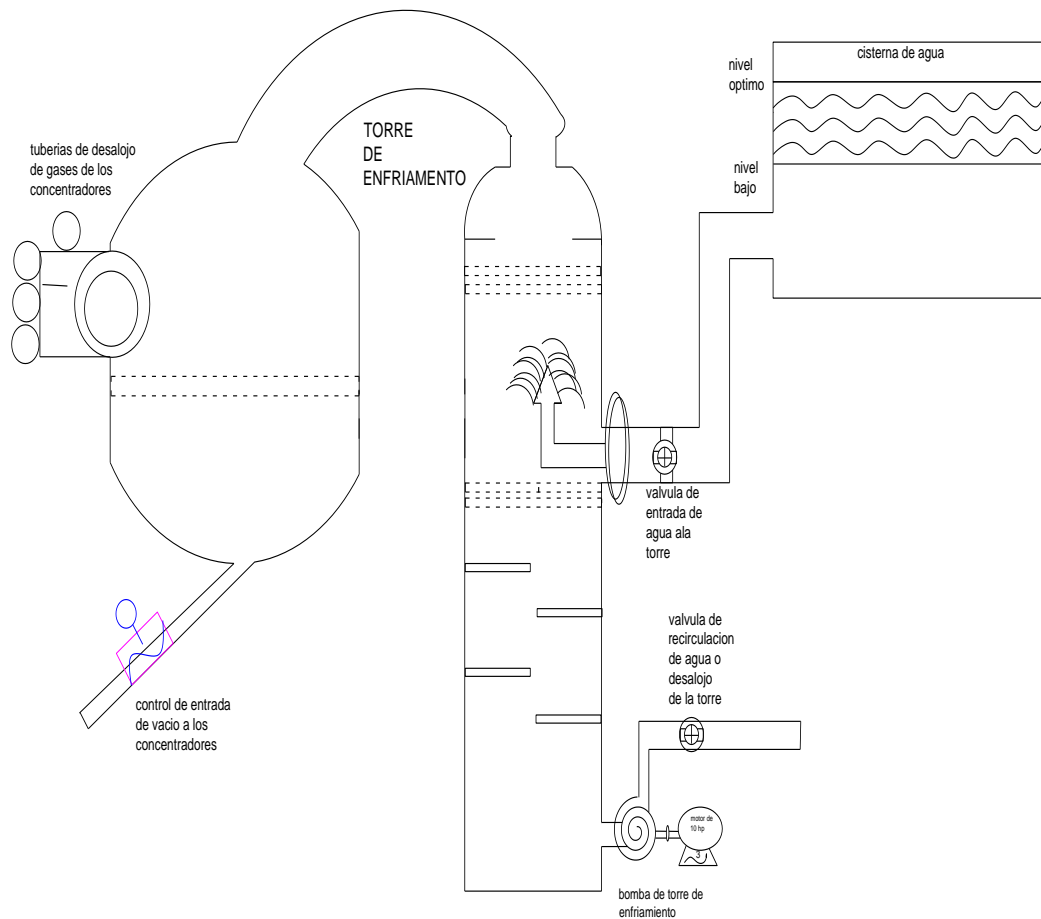 cisterna de agua
nivel
optimo
nivel
bajo
TORRE
DE
ENFRIAMENTO
tuberias de desalojo
de gases de los
concentradores
valvula de
entrada de
agua ala
torre
valvula de
recirculacion
de agua o
desalojo
de la torre
control de entrada
de vacio a los
concentradores
motor de
10 hp
3
bomba de torre de
enfriamiento